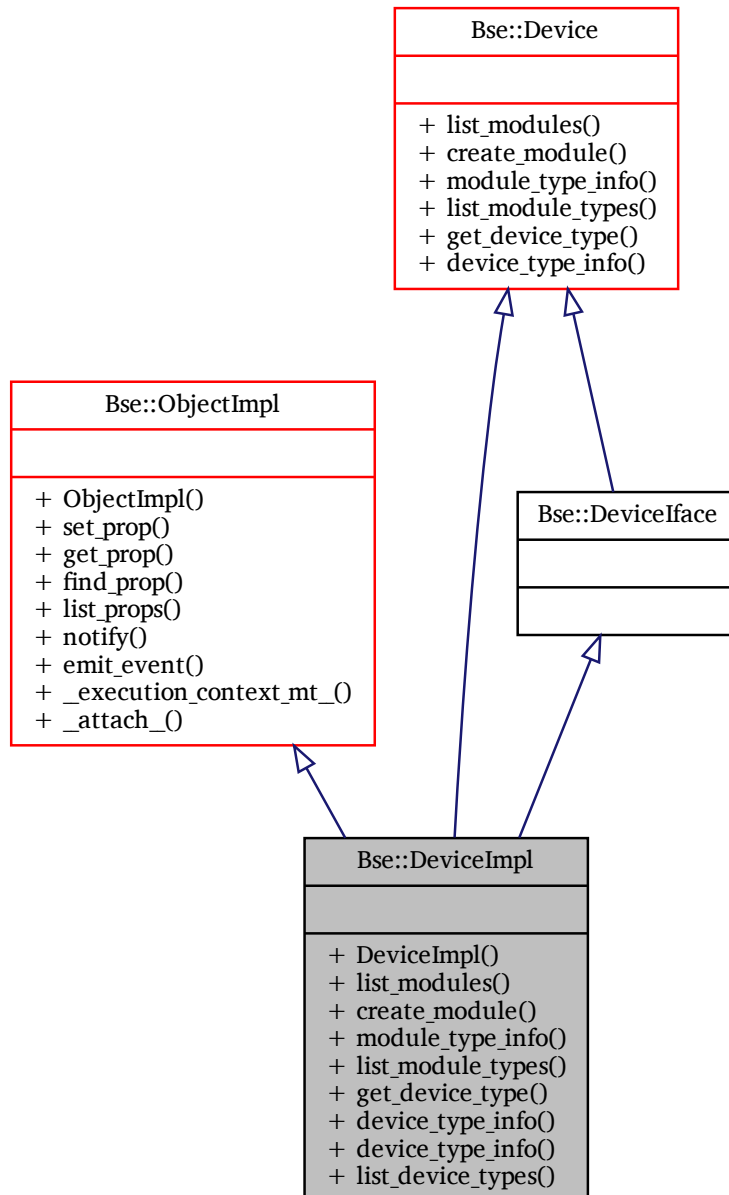 Bse::Device
+ list_modules()
+ create_module()
+ module_type_info()
+ list_module_types()
+ get_device_type()
+ device_type_info()
Bse::ObjectImpl
+ ObjectImpl()
+ set_prop()
+ get_prop()
+ find_prop()
+ list_props()
+ notify()
+ emit_event()
+ _execution_context_mt_()
+ _attach_()
Bse::DeviceIface
Bse::DeviceImpl
+ DeviceImpl()
+ list_modules()
+ create_module()
+ module_type_info()
+ list_module_types()
+ get_device_type()
+ device_type_info()
+ device_type_info()
+ list_device_types()